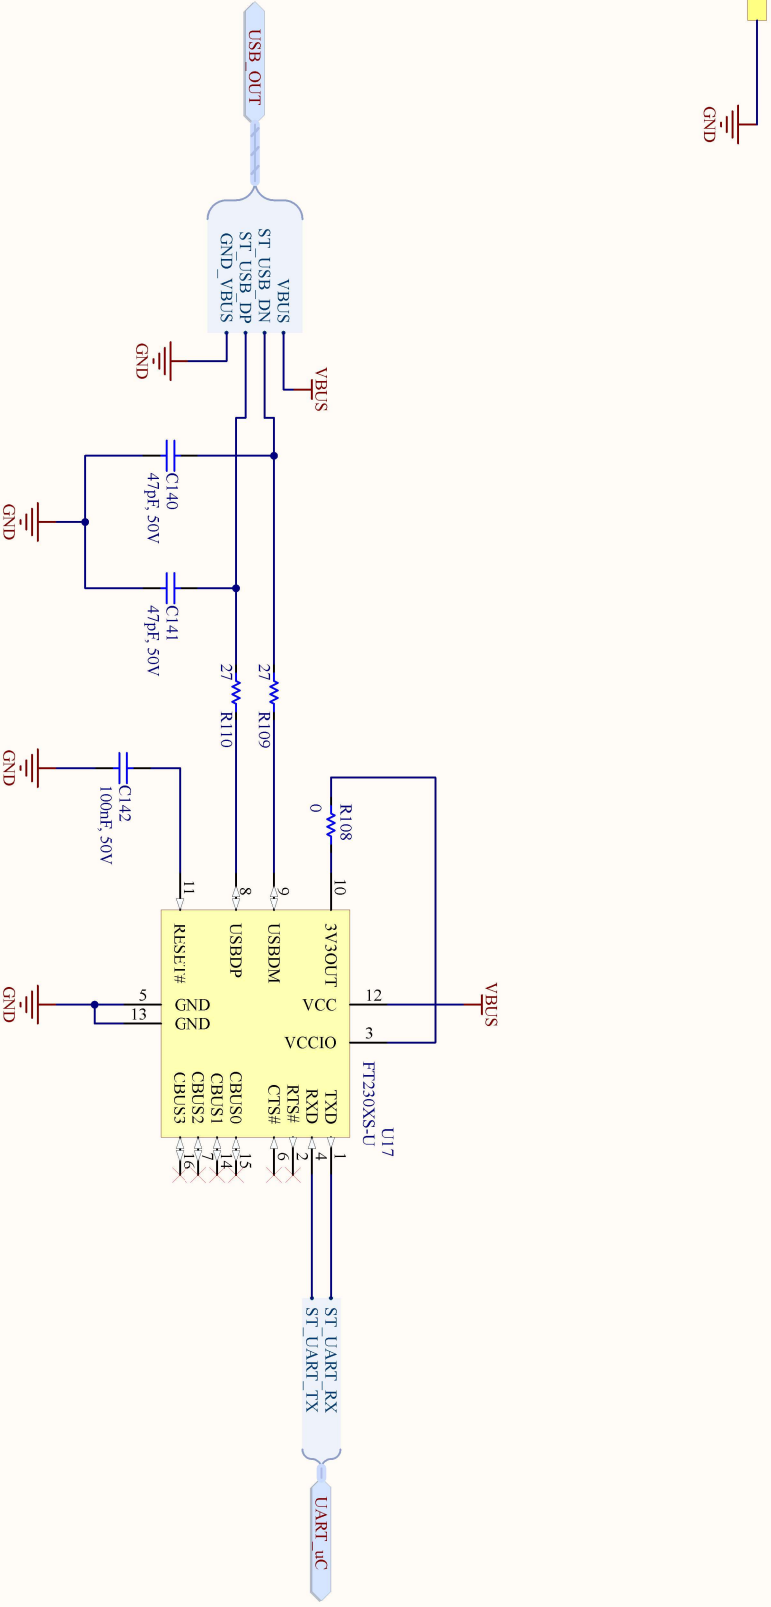 GND
USB_OUT
VBUS
ST_USB_DN
ST_USB_DP
GND_VBUS
GND
VBUS
C140
47pF, 50V
GND
C141
47pF, 50V
27
R110
27
R109
GND
C142
100nF, 50V
R108
0
11
8
9
10
RESET#
USBDP
USBDM
3V3OUT
GND
5
GND
13
GND
VCC
12
VBUS
VCCIO
3
U17
FT230XS-U
CBUS3
CBUS2
CBUS1
CBUS0
CTS#
RTS#
RXD
TXD
16
7
14
15
6
2
4
1
ST_UART_RX
ST_UART_TX
UART_uC